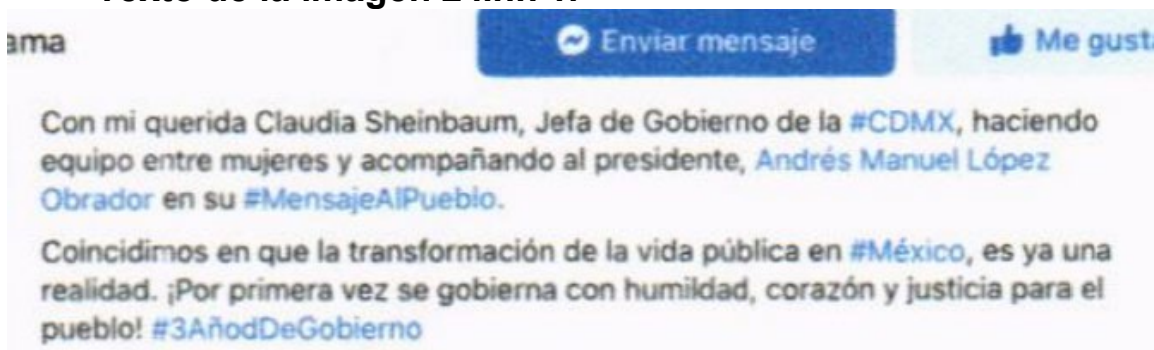 ama
Enviar mensaje
Me gusta
Con mi querida Claudia Sheinbaum, Jefa de Gobierno de la #CDMX, haciendo
equipo entre mujeres y acompañando al presidente, Andrés Manuel López
Obrador en su #MensajeAlPueblo.
Coincidimos en que la transformación de la vida pública en #México, es ya una
realidad. ¡Por primera vez se gobierna con humildad, corazón y justicia para el
pueblo! #3AñodDeGobierno